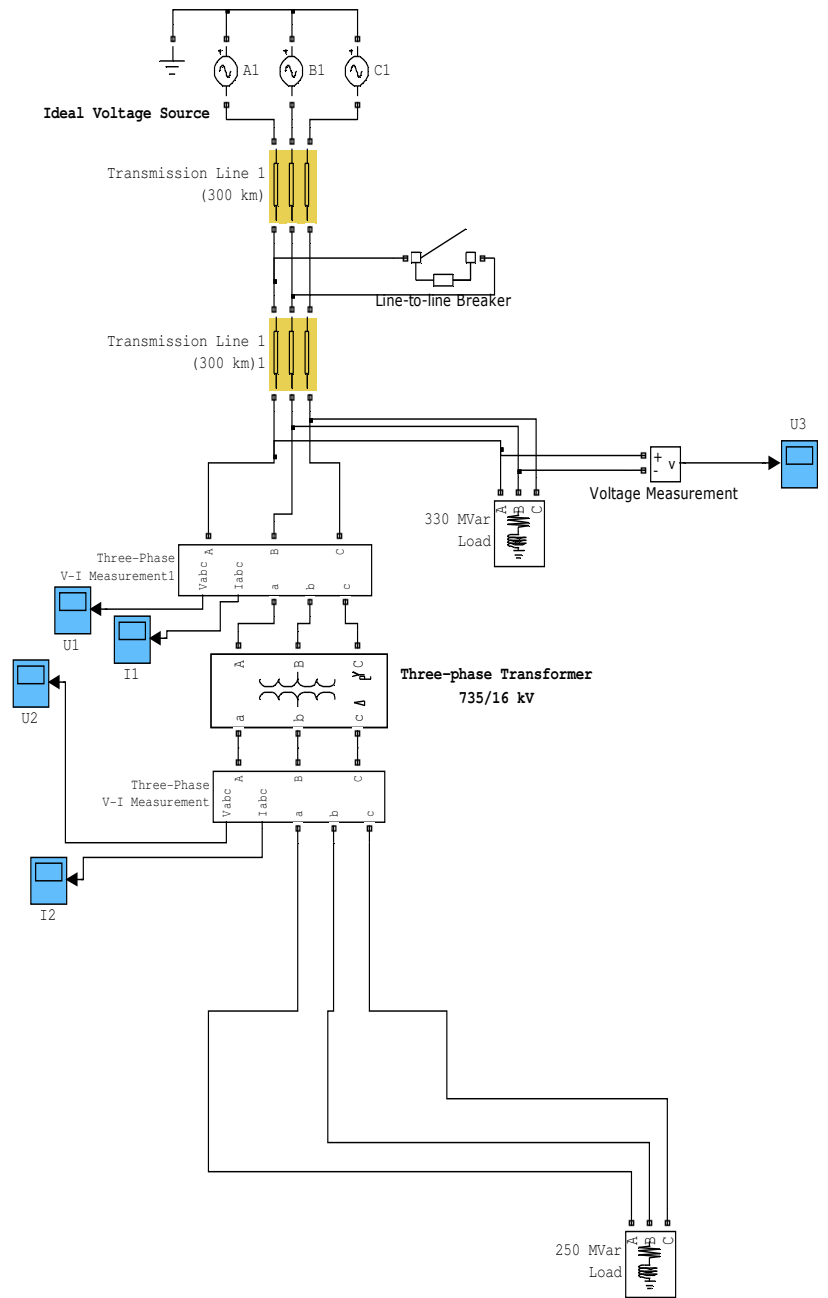 A1
B1
C1
Ideal Voltage Source
Transmission Line 1
(300 km)
Line-to-line Breaker
Transmission Line 1
(300 km)1
U3
+
-
v
Voltage Measurement
A B C
330 MVar
Load
Three-Phase
V-I Measurement1
A B C
Vabc Iabc a b c
U1
I1
U2
A B C
a b c
Three-phase Transformer
735/16 kV
Three-Phase
V-I Measurement
A B C
Vabc Iabc a b c
I2
A B C
250 MVar
Load